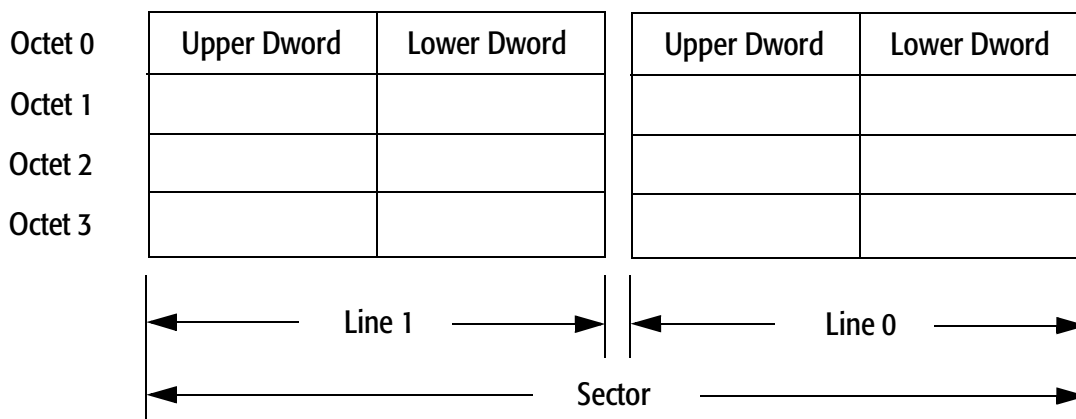 Octet 0 Upper Dword Lower Dword Upper Dword Lower Dword
Octet 1
Octet 2
Octet 3
Line 1 Line 0
Sector